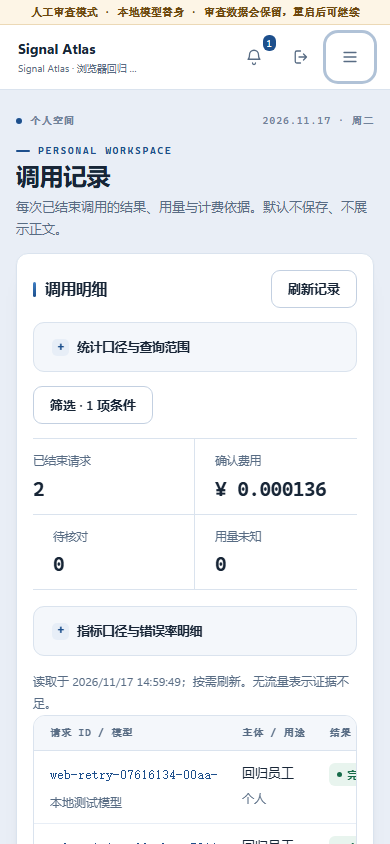 人工审查模式 · 本地模型替身 · 审查数据会保留，重启后可继续
Signal Atlas
Signal Atlas · 浏览器回归 ...
1
个人空间
2026.11.17 · 周二
PERSONAL WORKSPACE
调用记录
每次已结束调用的结果、用量与计费依据。默认不保存、不展
示正文。
调用明细
刷新记录
+ 统计口径与查询范围
筛选 · 1 项条件
已结束请求
确认费用
2
¥ 0.000136
待核对
用量未知
0
0
+ 指标口径与错误率明细
读取于 2026/11/17 14:59:49；按需刷新。无流量表示证据不
足。
请求 ID / 模型
主体 / 用途
结果
web-retry-07616134-00aa-
回归员工
本地测试模型
个人
回归员工